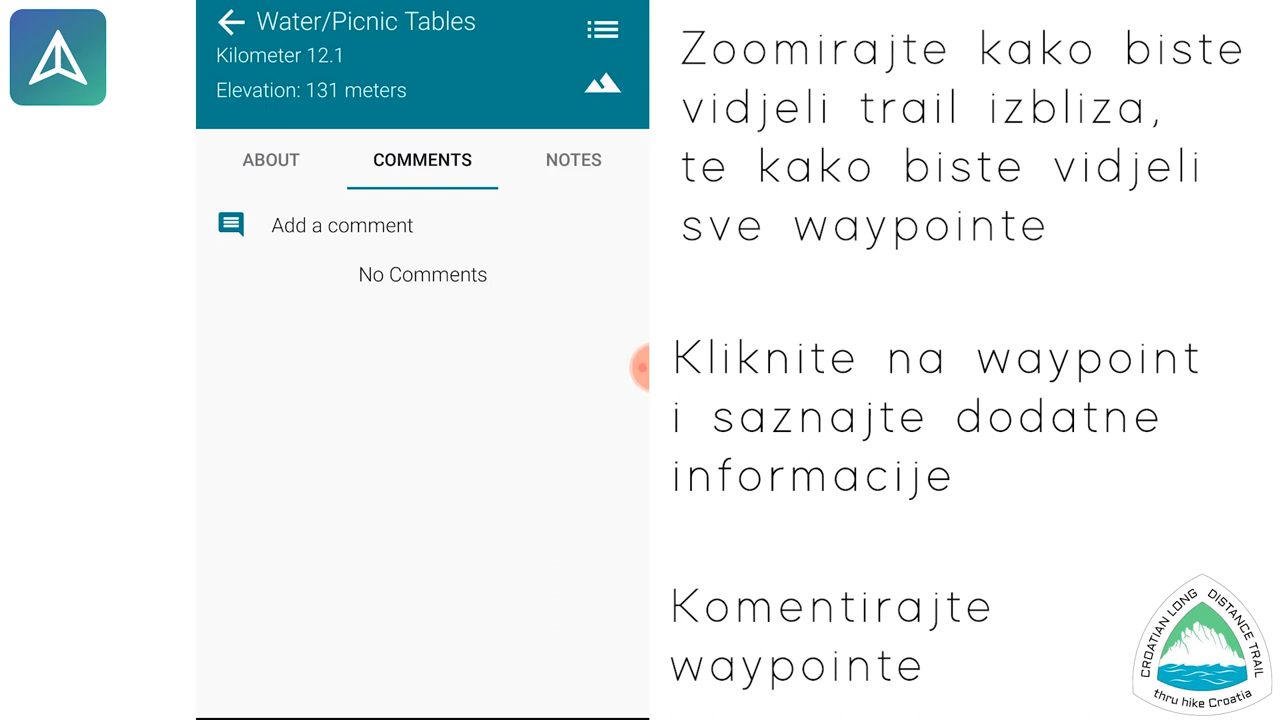 Water/Picnic Tables
Kilometer 12.1
Elevation: 131 meters
ABOUT COMMENTS NOTES
Add a comment
No Comments
Zoomirajte kako biste
vidjeli trail izbliza,
te kako biste vidjeli
sve waypointe
Kliknite na waypoint
i saznajte dodatne
informacije
Komentirajte
waypointe
CROATIAN LONG DISTANCE TRAIL
thru hike Croatia